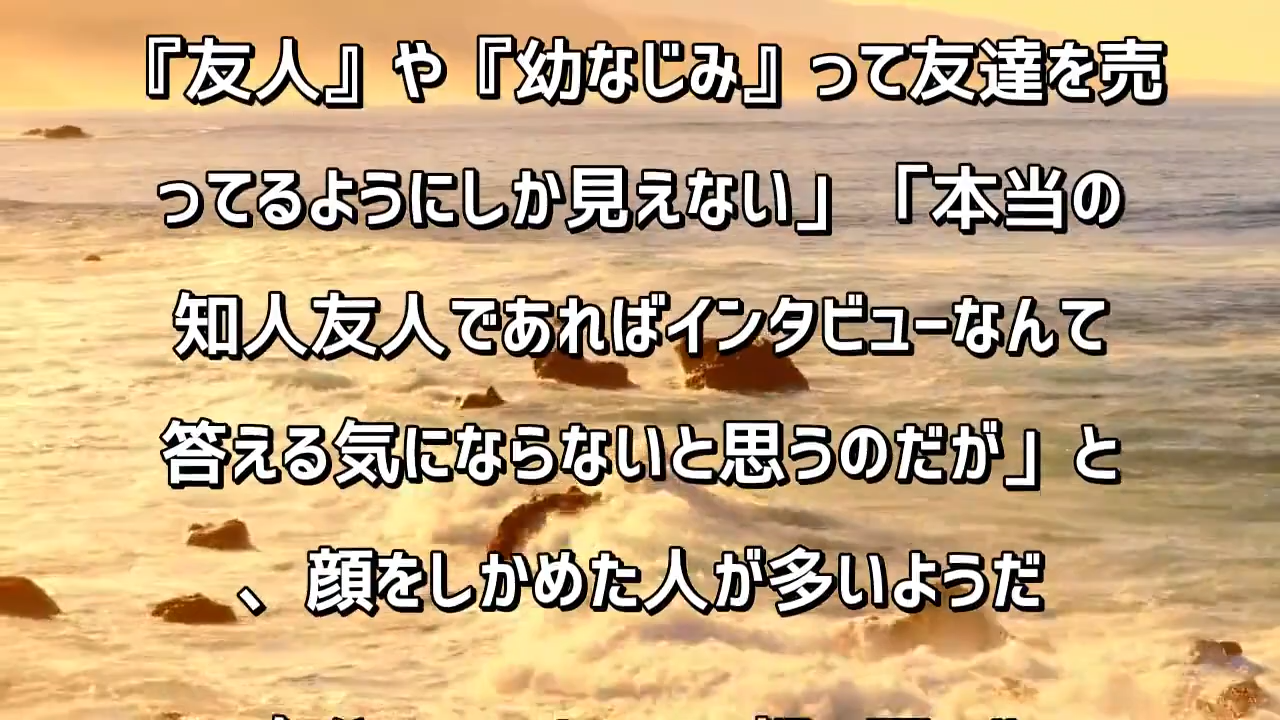 『友人』や『幼なじみ』って友達を売
ってるようにしか見えない」「本当の
知人友人であればインタビューなんて
答える気にならないと思うのだが」と
、顔をしかめた人が多いようだ